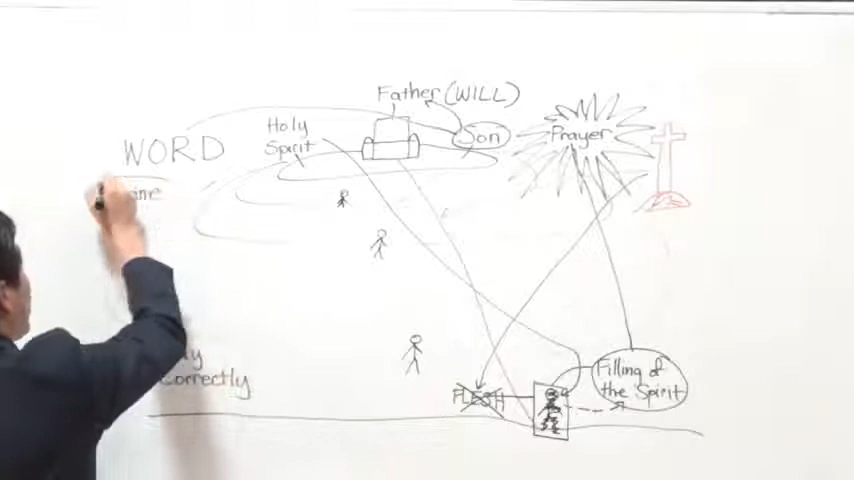 Father (WILL)
Holy
Spirit
Son
Prayer
WORD
FLESH
Filling of
the Spirit
Correctly